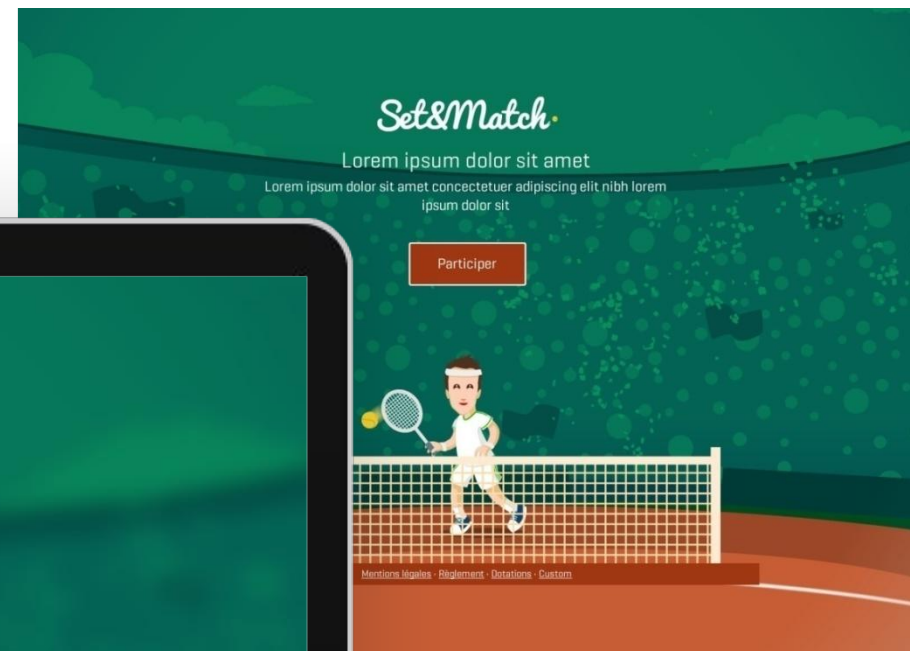 Set&Match·
Lorem ipsum dolor sit amet
Lorem ipsum dolor sit amet concectetuer adipiscing elit nibh lorem
ipsum dolor sit
Participer
Mentions légales · Règlement · Dotations · Custom